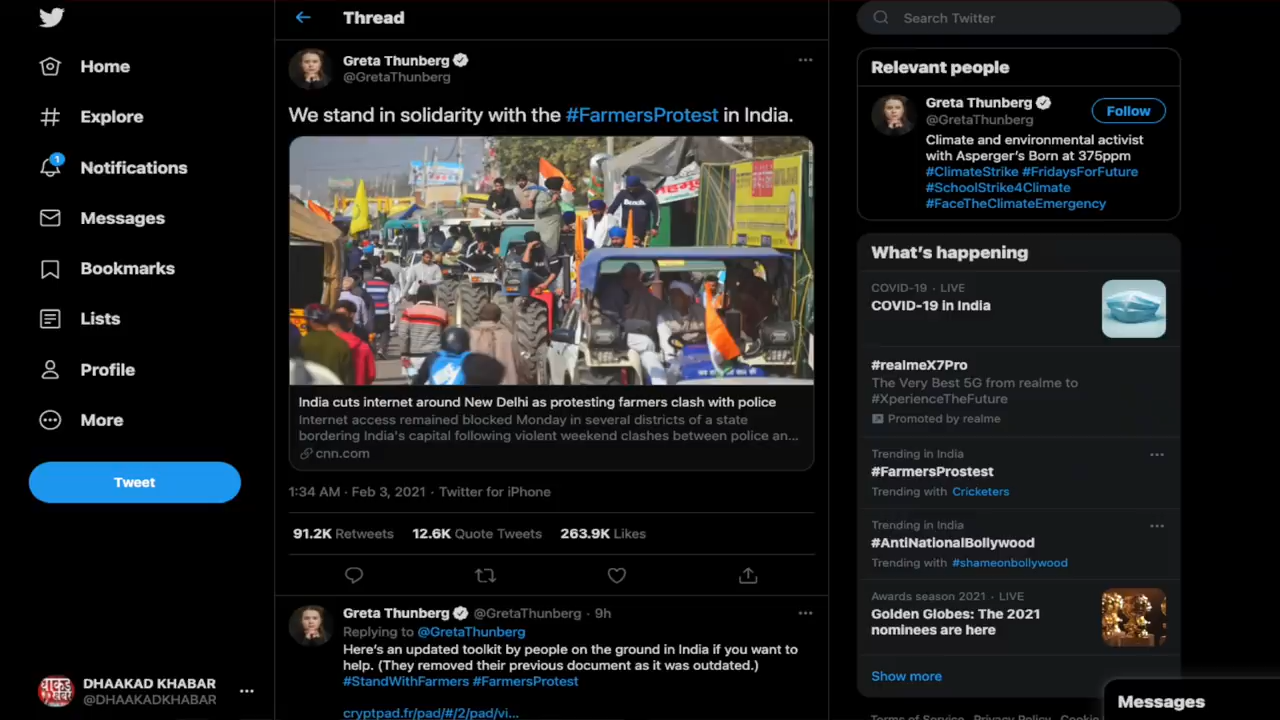 Home
Explore
1
Notifications
Messages
Bookmarks
Lists
Profile
More
Tweet
DHAAKAD KHABAR
@DHAAKADKHABAR
Thread
Greta Thunberg
@GretaThunberg
We stand in solidarity with the #FarmersProtest in India.
India cuts internet around New Delhi as protesting farmers clash with police
Internet access remained blocked Monday in several districts of a state
bordering India's capital following violent weekend clashes between police an...
cnn.com
1:34 AM · Feb 3, 2021 · Twitter for iPhone
91.2K Retweets 12.6K Quote Tweets 263.9K Likes
Greta Thunberg @GretaThunberg · 9h
Replying to @GretaThunberg
Here's an updated toolkit by people on the ground in India if you want to
help. (They removed their previous document as it was outdated.)
#StandWithFarmers #FarmersProtest
cryptpad.fr/pad/#/2/pad/vi...
Search Twitter
Relevant people
Greta Thunberg
@GretaThunberg
Follow
Climate and environmental activist
with Asperger's Born at 375ppm
#ClimateStrike #FridaysForFuture
#SchoolStrike4Climate
#FaceTheClimateEmergency
What's happening
COVID-19 · LIVE
COVID-19 in India
#realmeX7Pro
The Very Best 5G from realme to
#XperienceTheFuture
Promoted by realme
Trending in India
#FarmersProstest
Trending with Cricketers
Trending in India
#AntiNationalBollywood
Trending with #shameonbollywood
Awards season 2021 · LIVE
Golden Globes: The 2021
nominees are here
Show more
Messages